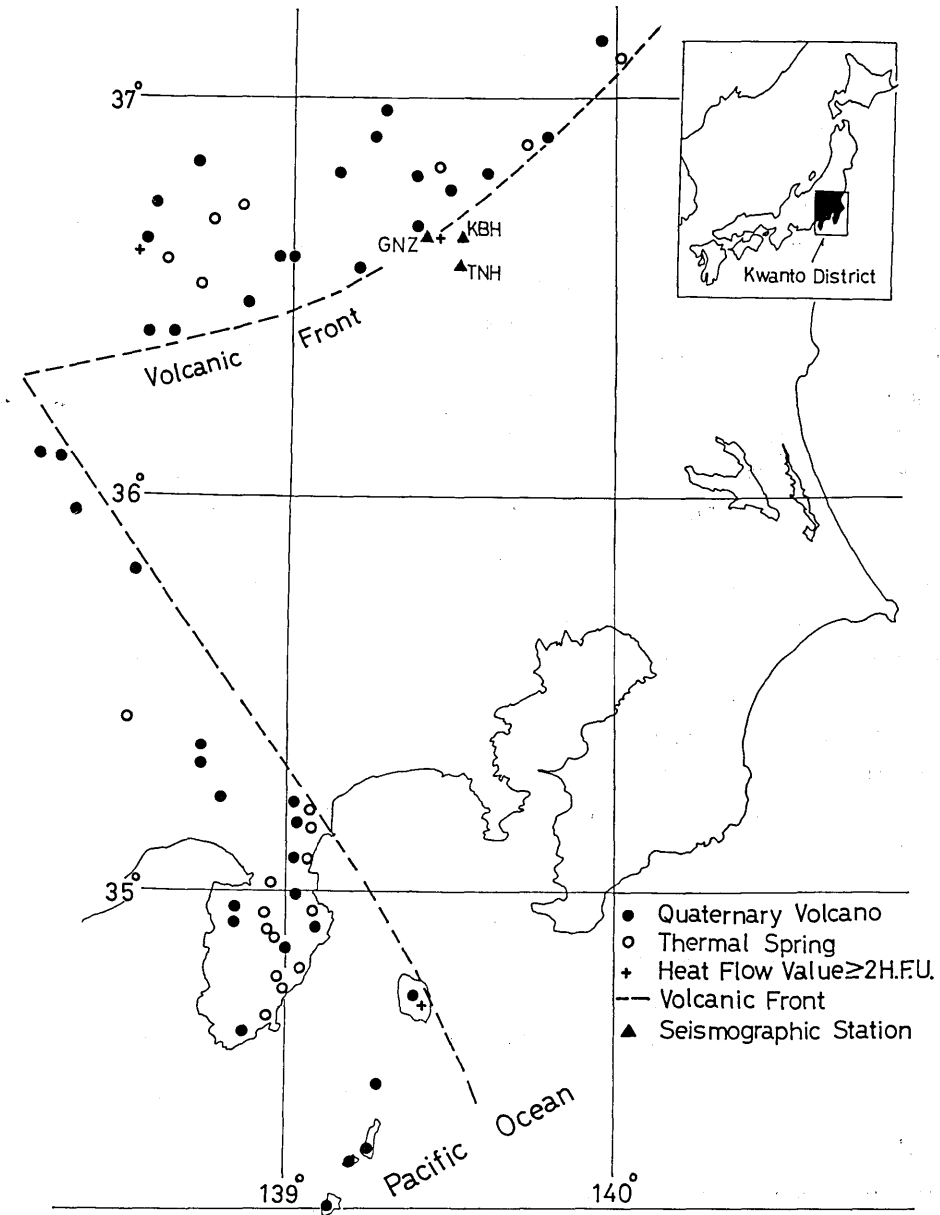 37°
KBH
GNZ
TNH
Kwanto District
Volcanic Front
36°
35°
Quaternary Volcano
Thermal Spring
Heat Flow Value≥2H.F.U.
Volcanic Front
Seismographic Station
Pacific Ocean
139°
140°